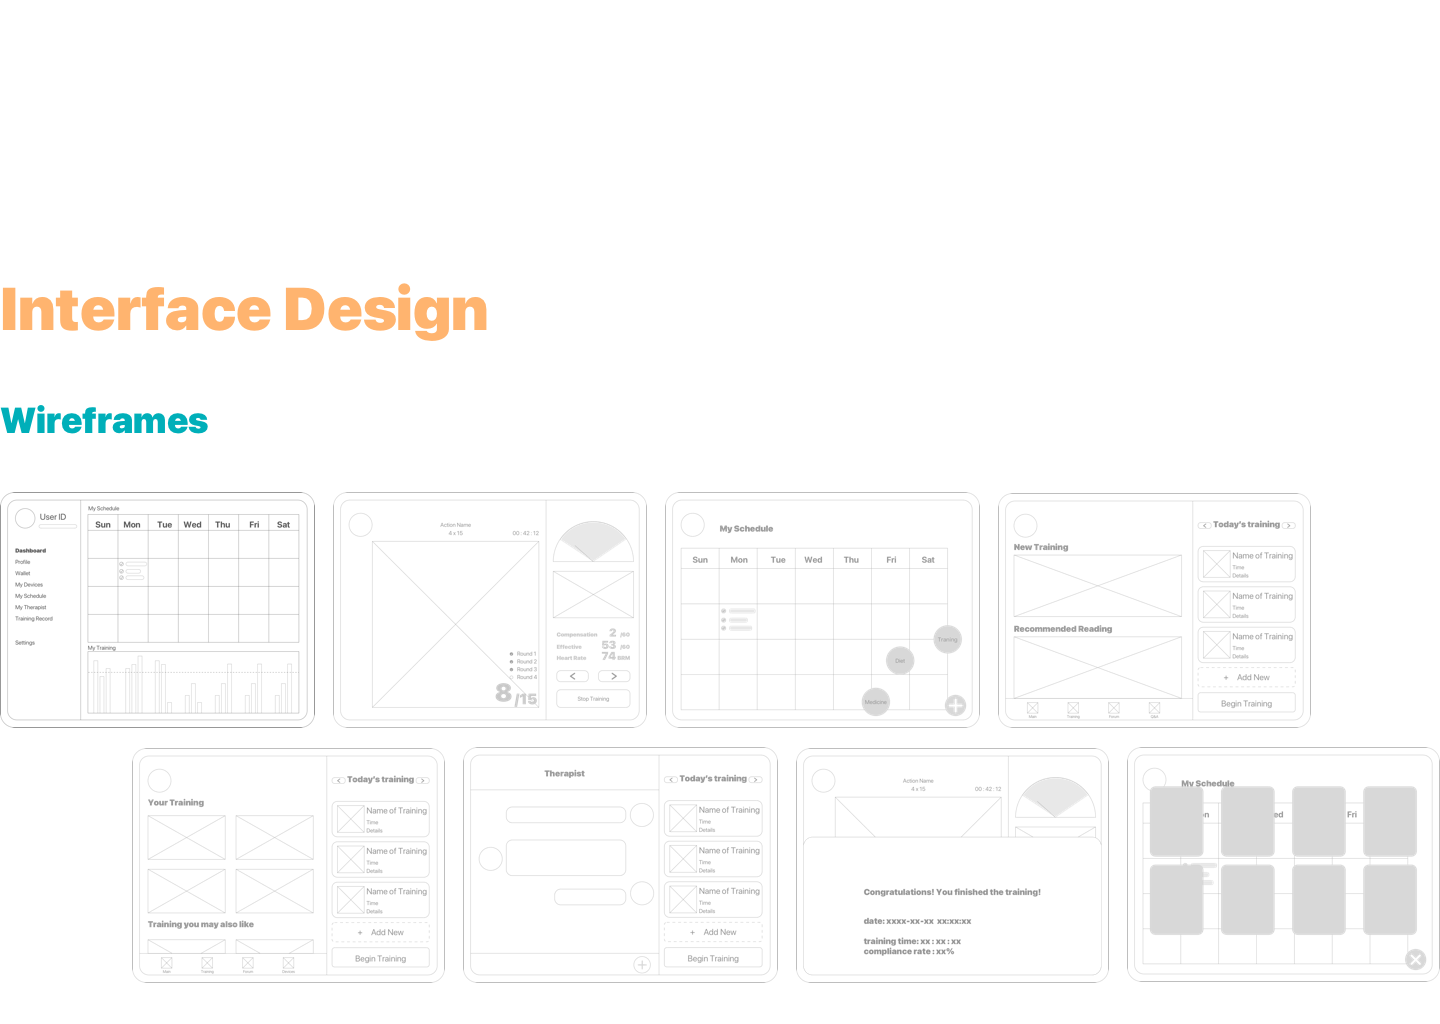 Interface Design
Wireframes
User ID
Dashboard
Profile
Wallet
My Devices
My Schedule
My Therapist
Training Record
Settings
My Schedule
Sun Mon Tue Wed Thu Fri Sat
My Training
Action Name
4 x 15 00 : 42 : 12
Round 1
Round 2
Round 3
Round 4
8 /15
Compensation 2 /60
Effective 53 /60
Heart Rate 74 BBM
Stop Training
My Schedule
Sun Mon Tue Wed Thu Fri Sat
Training
Diet
Medicine
New Training
Recommended Reading
Main Training Forum Q&A
Today's training
Name of Training
Time
Details
Name of Training
Time
Details
Name of Training
Time
Details
+ Add New
Begin Training
Your Training
Training you may also like
Main Training Forum Devices
Today's training
Name of Training
Time
Details
Name of Training
Time
Details
Name of Training
Time
Details
+ Add New
Begin Training
Therapist
Today's training
Name of Training
Time
Details
Name of Training
Time
Details
Name of Training
Time
Details
+ Add New
Begin Training
Action Name
4 x 15 00 : 42 : 12
Congratulations! You finished the training!
date: xxxx-xx-xx xx:xx:xx
training time: xx : xx : xx
compliance rate : xx%
My Schedule
on ed Fri